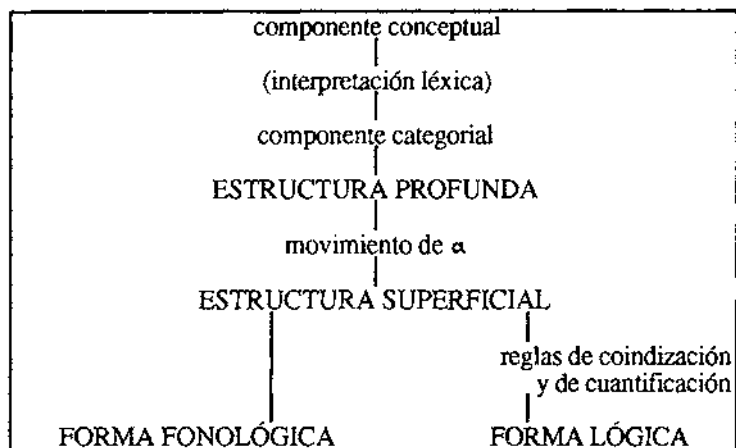 componente conceptual
(interpretación léxica)
componente categorial
ESTRUCTURA PROFUNDA
movimiento de α
ESTRUCTURA SUPERFICIAL
reglas de coindización
y de cuantificación
FORMA FONOLÓGICA FORMA LÓGICA